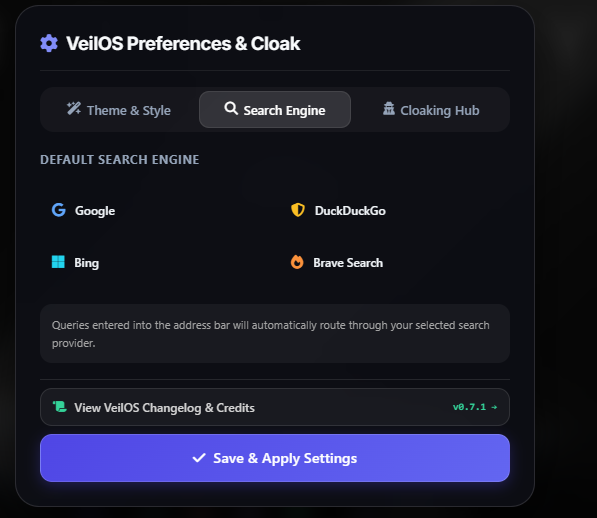 VeilOS Preferences & Cloak
Theme & Style
Search Engine
Cloaking Hub
DEFAULT SEARCH ENGINE
Google
DuckDuckGo
Bing
Brave Search
Queries entered into the address bar will automatically route through your selected search
provider.
View VeilOS Changelog & Credits
v0.7.1 →
Save & Apply Settings